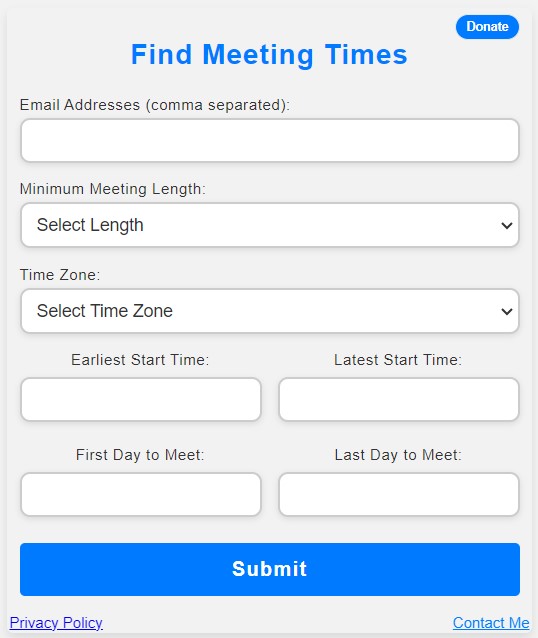 Donate
Find Meeting Times
Email Addresses (comma separated):
Minimum Meeting Length:
Select Length
Time Zone:
Select Time Zone
Earliest Start Time: Latest Start Time:
First Day to Meet: Last Day to Meet:
Submit
Privacy Policy Contact Me